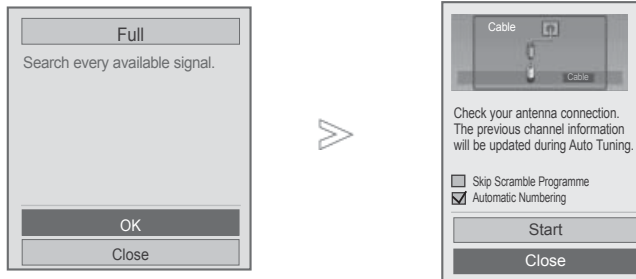 Full
Search every available signal.
OK
Close
Cable
Cable
Check your antenna connection.
The previous channel information
will be updated during Auto Tuning.
Skip Scramble Programme
Automatic Numbering
Start
Close